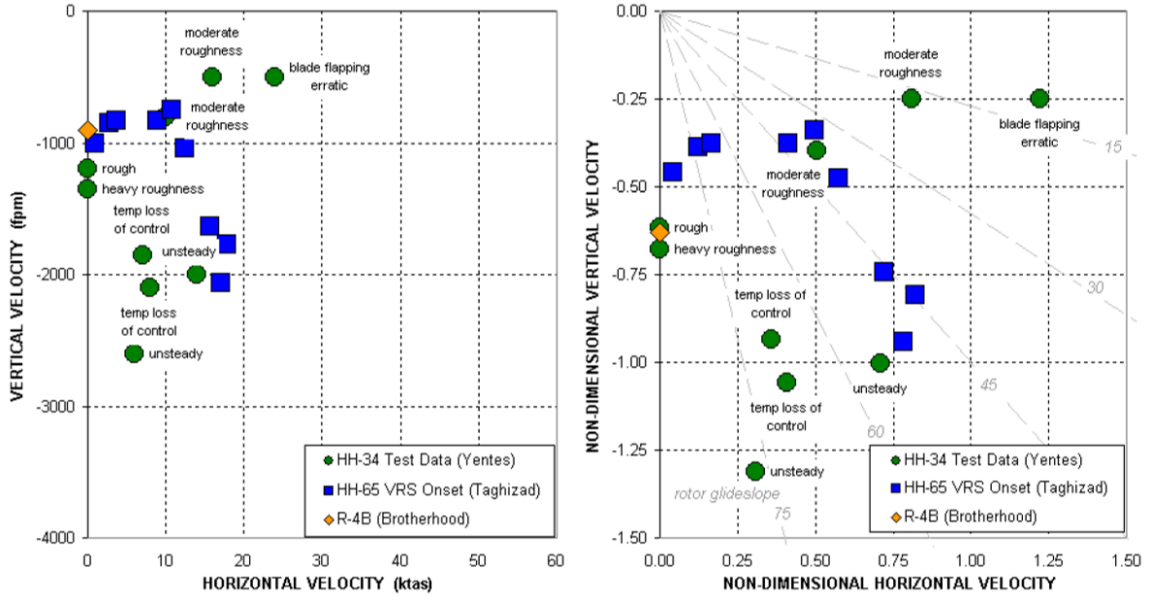 0
-1000
-2000
-3000
-4000
VERTICAL VELOCITY (fpm)
moderate
roughness
blade flapping
erratic
moderate
roughness
rough
heavy roughness
temp loss
of control
unsteady
temp loss
of control
unsteady
HH-34 Test Data (Yentes)
HH-65 VRS Onset (Taghizad)
R-4B (Brotherhood)
0
10
20
30
40
50
60
HORIZONTAL VELOCITY (ktas)
0.00
-0.25
-0.50
-0.75
-1.00
-1.25
-1.50
NON-DIMENSIONAL VERTICAL VELOCITY
moderate
roughness
blade flapping
erratic
15
moderate
roughness
rough
heavy roughness
30
temp loss of
control
45
unsteady
temp loss of
control
60
unsteady
rotor glideslope
75
HH-34 Test Data (Yentes)
HH-65 VRS Onset (Taghizad)
R-4B (Brotherhood)
0.00
0.25
0.50
0.75
1.00
1.25
1.50
NON-DIMENSIONAL HORIZONTAL VELOCITY